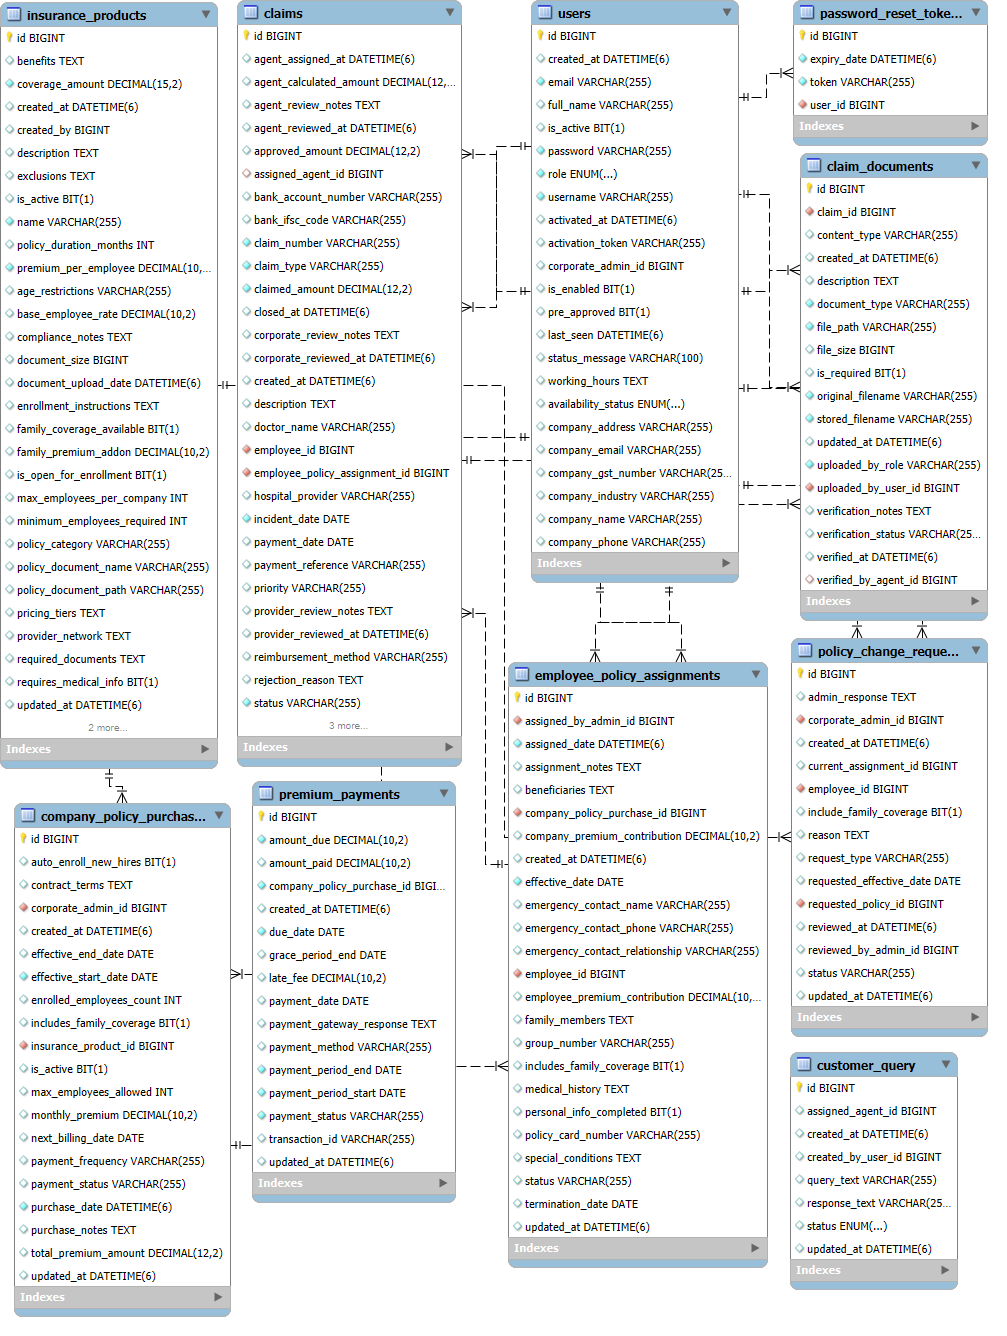 insurance_products
id BIGINT
benefits TEXT
coverage_amount DECIMAL(15,2)
created_at DATETIME(6)
created_by BIGINT
description TEXT
exclusions TEXT
is_active BIT(1)
name VARCHAR(255)
policy_duration_months INT
premium_per_employee DECIMAL(10,...
age_restrictions VARCHAR(255)
base_employee_rate DECIMAL(10,2)
compliance_notes TEXT
document_size BIGINT
document_upload_date DATETIME(6)
enrollment_instructions TEXT
family_coverage_available BIT(1)
family_premium_addon DECIMAL(10,2)
is_open_for_enrollment BIT(1)
max_employees_per_company INT
minimum_employees_required INT
policy_category VARCHAR(255)
policy_document_name VARCHAR(255)
policy_document_path VARCHAR(255)
pricing_tiers TEXT
provider_network TEXT
required_documents TEXT
requires_medical_info BIT(1)
updated_at DATETIME(6)
2 more...
Indexes
claims
id BIGINT
agent_assigned_at DATETIME(6)
agent_calculated_amount DECIMAL(12,...
agent_review_notes TEXT
agent_reviewed_at DATETIME(6)
approved_amount DECIMAL(12,2)
assigned_agent_id BIGINT
bank_account_number VARCHAR(255)
bank_ifsc_code VARCHAR(255)
claim_number VARCHAR(255)
claim_type VARCHAR(255)
claimed_amount DECIMAL(12,2)
closed_at DATETIME(6)
corporate_review_notes TEXT
corporate_reviewed_at DATETIME(6)
created_at DATETIME(6)
description TEXT
doctor_name VARCHAR(255)
employee_id BIGINT
employee_policy_assignment_id BIGINT
hospital_provider VARCHAR(255)
incident_date DATE
payment_date DATE
payment_reference VARCHAR(255)
priority VARCHAR(255)
provider_review_notes TEXT
provider_reviewed_at DATETIME(6)
reimbursement_method VARCHAR(255)
rejection_reason TEXT
status VARCHAR(255)
3 more...
Indexes
users
id BIGINT
created_at DATETIME(6)
email VARCHAR(255)
full_name VARCHAR(255)
is_active BIT(1)
password VARCHAR(255)
role ENUM(...)
username VARCHAR(255)
activated_at DATETIME(6)
activation_token VARCHAR(255)
corporate_admin_id BIGINT
is_enabled BIT(1)
pre_approved BIT(1)
last_seen DATETIME(6)
status_message VARCHAR(100)
working_hours TEXT
availability_status ENUM(...)
company_address VARCHAR(255)
company_email VARCHAR(255)
company_gst_number VARCHAR(25...
company_industry VARCHAR(255)
company_name VARCHAR(255)
company_phone VARCHAR(255)
Indexes
password_reset_toke...
id BIGINT
expiry_date DATETIME(6)
token VARCHAR(255)
user_id BIGINT
Indexes
claim_documents
id BIGINT
claim_id BIGINT
content_type VARCHAR(255)
created_at DATETIME(6)
description TEXT
document_type VARCHAR(255)
file_path VARCHAR(255)
file_size BIGINT
is_required BIT(1)
original_filename VARCHAR(255)
stored_filename VARCHAR(255)
updated_at DATETIME(6)
uploaded_by_role VARCHAR(255)
uploaded_by_user_id BIGINT
verification_notes TEXT
verification_status VARCHAR(25...
verified_at DATETIME(6)
verified_by_agent_id BIGINT
Indexes
company_policy_purchas...
id BIGINT
auto_enroll_new_hires BIT(1)
contract_terms TEXT
corporate_admin_id BIGINT
created_at DATETIME(6)
effective_end_date DATE
effective_start_date DATE
enrolled_employees_count INT
includes_family_coverage BIT(1)
insurance_product_id BIGINT
is_active BIT(1)
max_employees_allowed INT
monthly_premium DECIMAL(10,2)
next_billing_date DATE
payment_frequency VARCHAR(255)
payment_status VARCHAR(255)
purchase_date DATETIME(6)
purchase_notes TEXT
total_premium_amount DECIMAL(12,2)
updated_at DATETIME(6)
Indexes
premium_payments
id BIGINT
amount_due DECIMAL(10,2)
amount_paid DECIMAL(10,2)
company_policy_purchase_id BIGI...
created_at DATETIME(6)
due_date DATE
grace_period_end DATE
late_fee DECIMAL(10,2)
payment_date DATE
payment_gateway_response TEXT
payment_method VARCHAR(255)
payment_period_end DATE
payment_period_start DATE
payment_status VARCHAR(255)
transaction_id VARCHAR(255)
updated_at DATETIME(6)
Indexes
employee_policy_assignments
id BIGINT
assigned_by_admin_id BIGINT
assigned_date DATETIME(6)
assignment_notes TEXT
beneficiaries TEXT
company_policy_purchase_id BIGINT
company_premium_contribution DECIMAL(10,2)
created_at DATETIME(6)
effective_date DATE
emergency_contact_name VARCHAR(255)
emergency_contact_phone VARCHAR(255)
emergency_contact_relationship VARCHAR(255)
employee_id BIGINT
employee_premium_contribution DECIMAL(10,...
family_members TEXT
group_number VARCHAR(255)
includes_family_coverage BIT(1)
medical_history TEXT
personal_info_completed BIT(1)
policy_card_number VARCHAR(255)
special_conditions TEXT
status VARCHAR(255)
termination_date DATE
updated_at DATETIME(6)
Indexes
policy_change_reque...
id BIGINT
admin_response TEXT
corporate_admin_id BIGINT
created_at DATETIME(6)
current_assignment_id BIGINT
employee_id BIGINT
include_family_coverage BIT(1)
reason TEXT
request_type VARCHAR(255)
requested_effective_date DATE
requested_policy_id BIGINT
reviewed_at DATETIME(6)
reviewed_by_admin_id BIGINT
status VARCHAR(255)
updated_at DATETIME(6)
Indexes
customer_query
id BIGINT
assigned_agent_id BIGINT
created_at DATETIME(6)
created_by_user_id BIGINT
query_text VARCHAR(255)
response_text VARCHAR(25...
status ENUM(...)
updated_at DATETIME(6)
Indexes